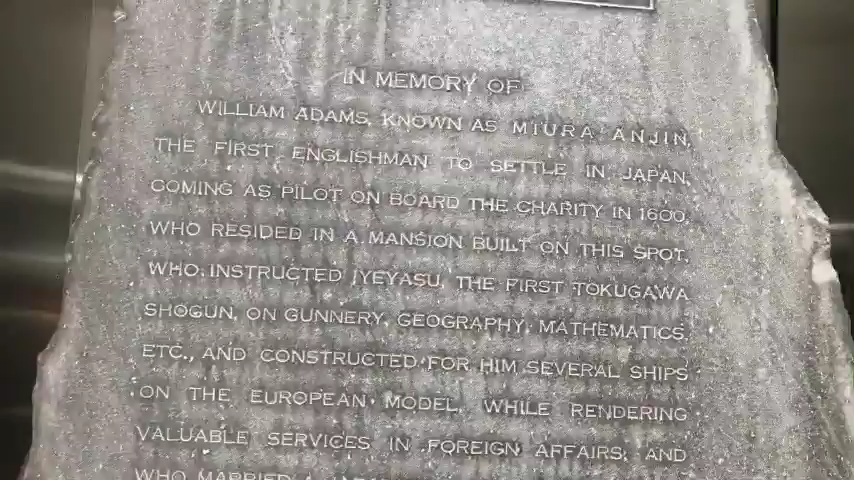 IN MEMORY OF
WILLIAM ADAMS, KNOWN AS MIURA ANJIN,
THE FIRST ENGLISHMAN TO SETTLE IN JAPAN,
COMING AS PILOT ON BOARD THE CHARITY IN 1600,
WHO RESIDED IN A MANSION BUILT ON THIS SPOT,
WHO INSTRUCTED IYEYASU, THE FIRST TOKUGAWA
SHOGUN, ON GUNNERY, GEOGRAPHY, MATHEMATICS,
ETC., AND CONSTRUCTED FOR HIM SEVERAL SHIPS
ON THE EUROPEAN MODEL, WHILE RENDERING
VALUABLE SERVICES IN FOREIGN AFFAIRS, AND
WHO MARRIED A